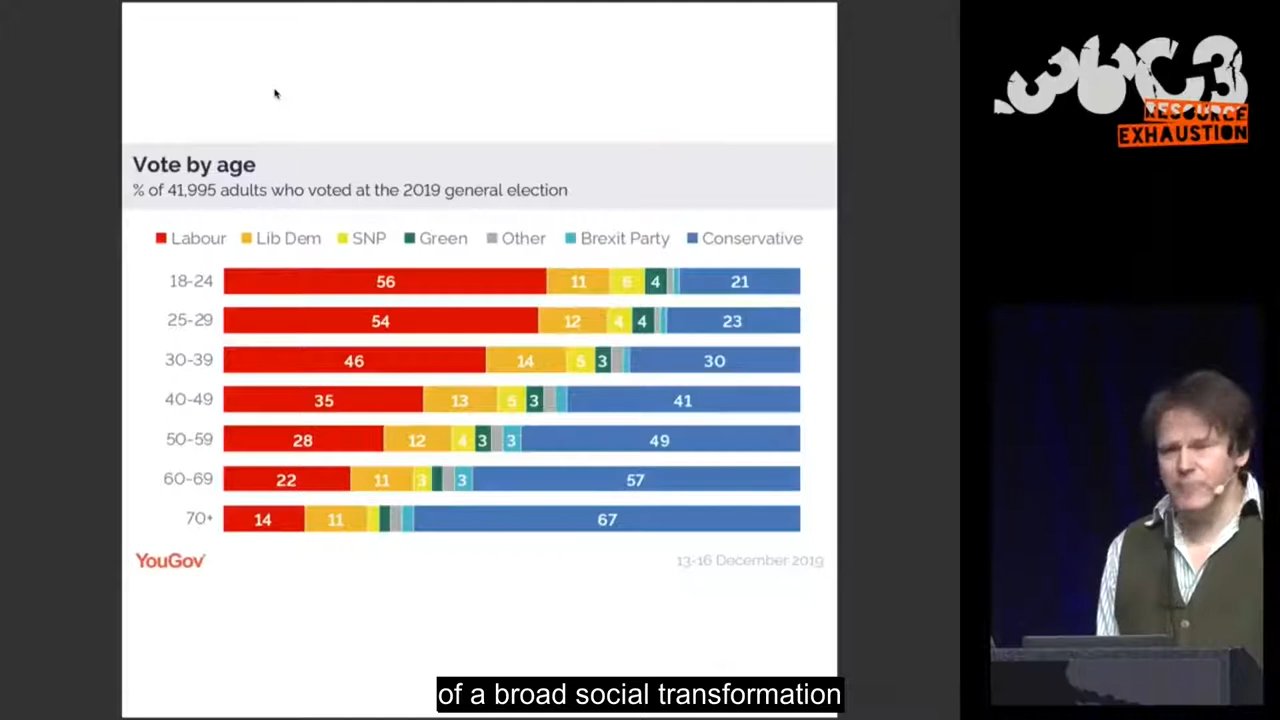 36C3
RESOURCE
EXHAUSTION
Vote by age
% of 41,995 adults who voted at the 2019 general election
Labour Lib Dem SNP Green Other Brexit Party Conservative
18-24 56 11 6 4 21
25-29 54 12 4 4 23
30-39 46 14 5 3 30
40-49 35 13 5 3 41
50-59 28 12 4 3 3 49
60-69 22 11 3 3 57
70+ 14 11 67
YouGov
13-16 December 2019
of a broad social transformation